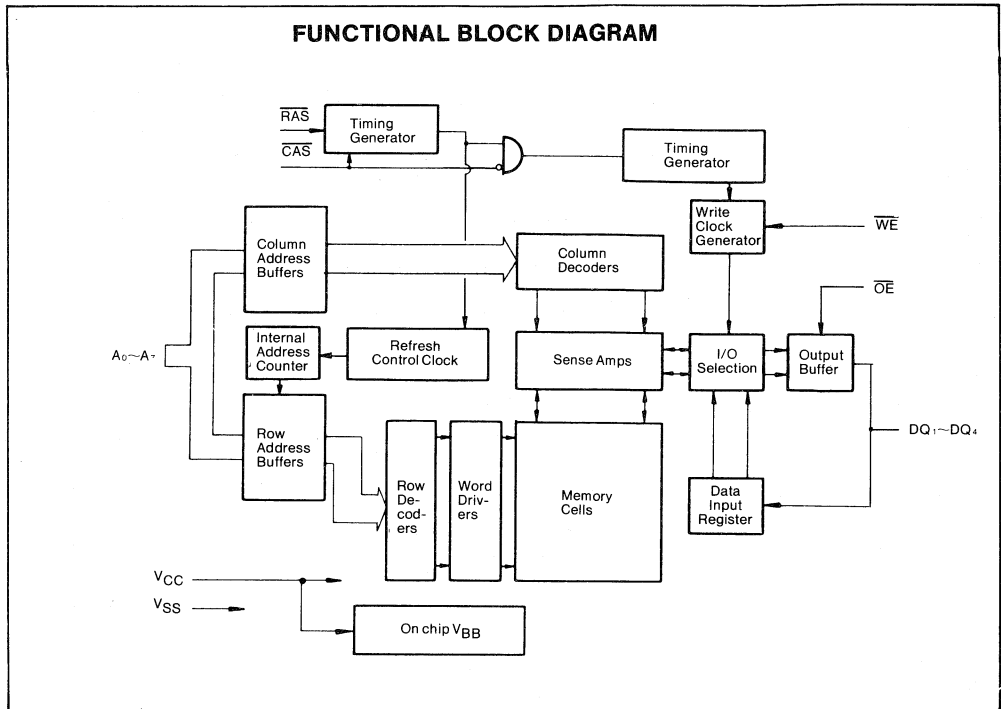 FUNCTIONAL BLOCK DIAGRAM
RAS
CAS
Timing
Generator
Timing
Generator
Write
Clock
Generator
WE
Column
Address
Buffers
Column
Decoders
OE
A₀~A₇
Internal
Address
Counter
Refresh
Control Clock
Sense Amps
I/O
Selection
Output
Buffer
Row
Address
Buffers
Row
De-
cod-
ers
Word
Driv-
ers
Memory
Cells
Data
Input
Register
DQ₁~DQ₄
VCC
VSS
On chip VBB